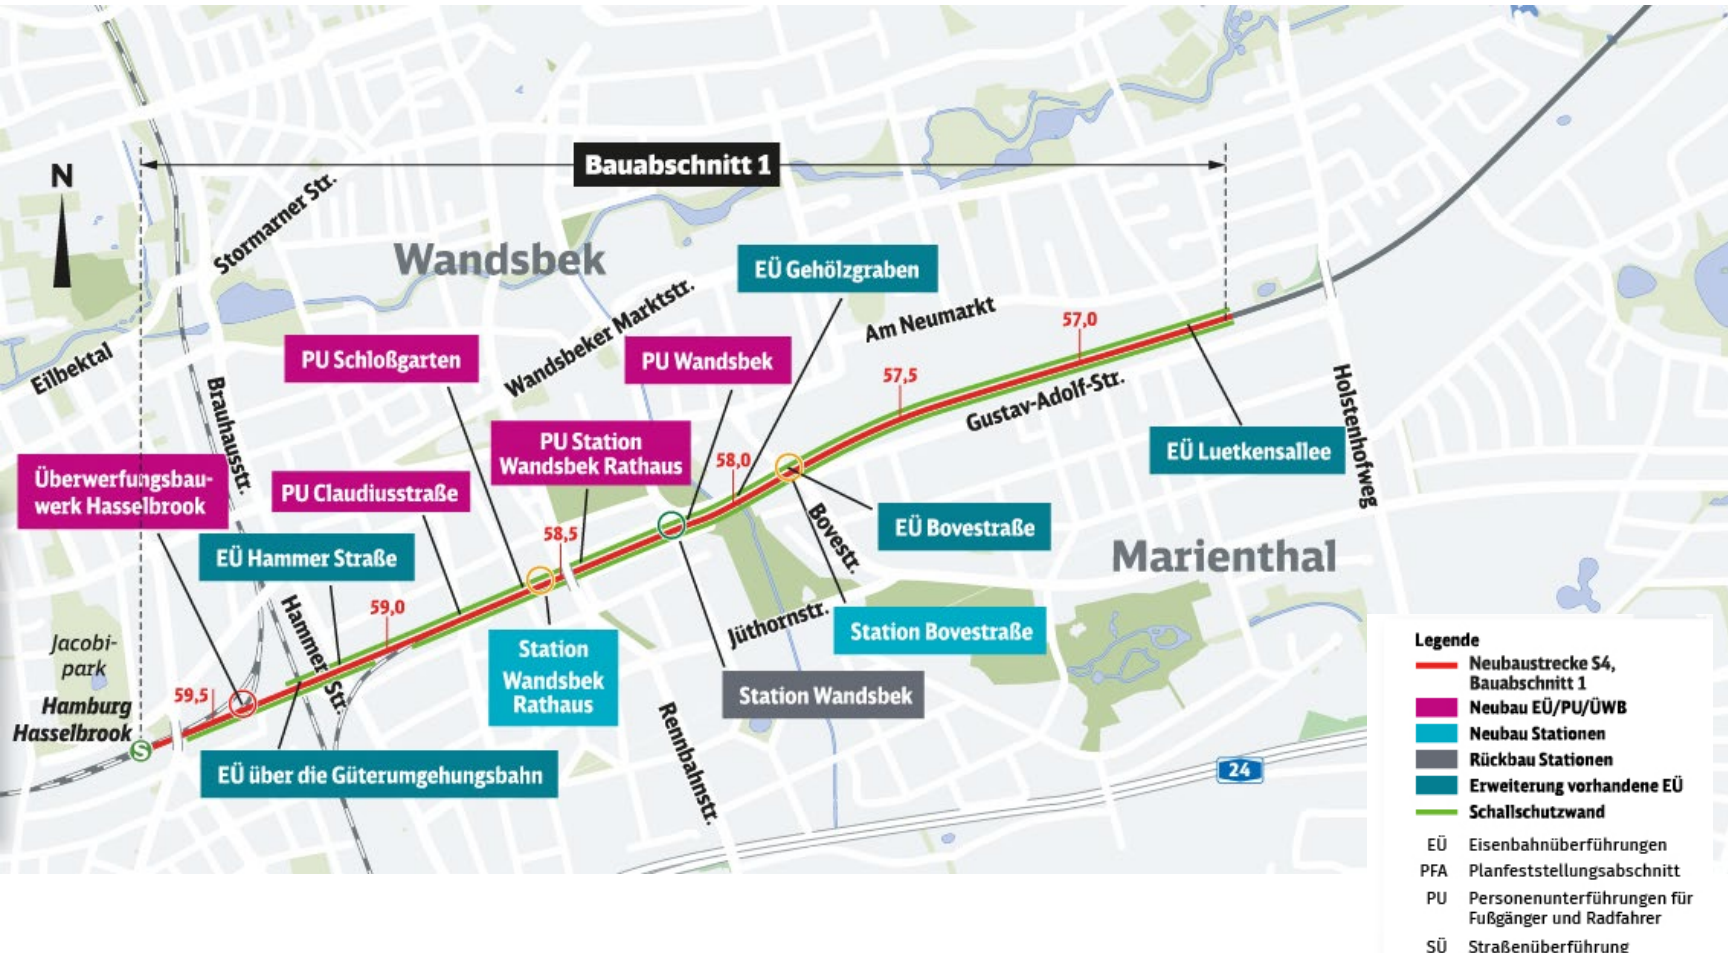 Bauabschnitt 1
N
Stormarner Str.
Wandsbek
EÜ Gehölzgraben
Wandsbeker Marktstr.
Am Neumarkt
57,0
PU Schloßgarten
PU Wandsbek
Eilbektal
Brauhausstr.
57,5
Gustav-Adolf-Str.
Holstenhofweg
PU Station
Wandsbek Rathaus
EÜ Luetkensallee
58,0
Überwerfungsbau-
werk Hasselbrook
PU Claudiusstraße
58,5
Bovestr.
EÜ Bovestraße
EÜ Hammer Straße
Marienthal
59,0
Hammer Str.
Jüthornstr.
Station Bovestraße
Jacobi-
park
Station
Wandsbek
Rathaus
Station Wandsbek
59,5
Hamburg
Hasselbrook
S
EÜ über die Güterumgehungsbahn
Rennbahnstr.
24
Legende
Neubaustrecke S4,
Bauabschnitt 1
Neubau EÜ/PU/ÜWB
Neubau Stationen
Rückbau Stationen
Erweiterung vorhandene EÜ
Schallschutzwand
EÜ Eisenbahnüberführungen
PFA Planfeststellungsabschnitt
PU Personenunterführungen für
Fußgänger und Radfahrer
SÜ Straßenüberführung